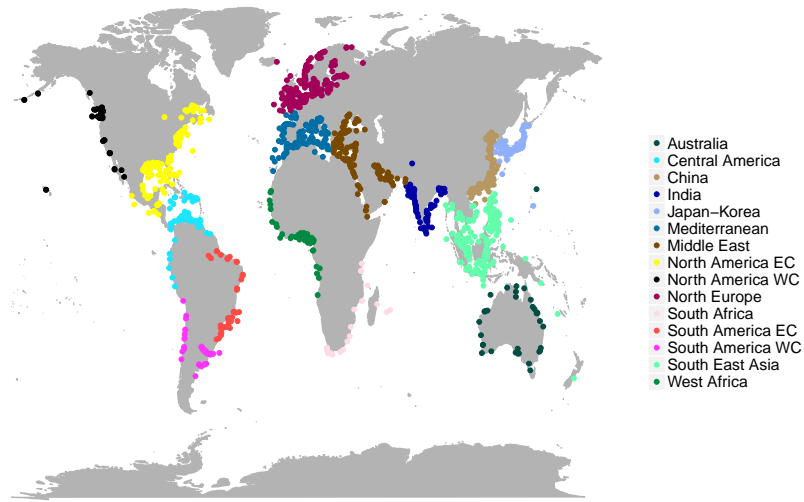 Australia
Central America
China
India
Japan−Korea
Mediterranean
Middle East
North America EC
North America WC
North Europe
South Africa
South America EC
South America WC
South East Asia
West Africa